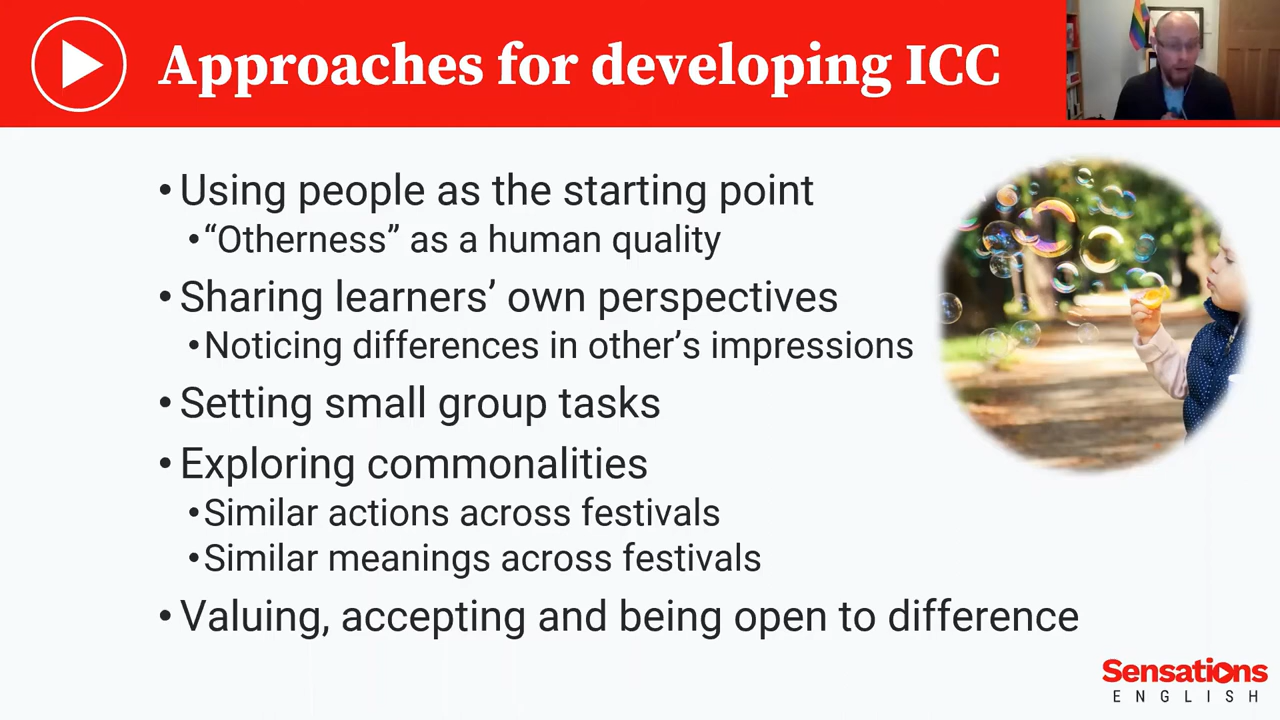 Approaches for developing ICC
• Using people as the starting point
• “Otherness” as a human quality
• Sharing learners’ own perspectives
• Noticing differences in other’s impressions
• Setting small group tasks
• Exploring commonalities
• Similar actions across festivals
• Similar meanings across festivals
• Valuing, accepting and being open to difference
Sensations
ENGLISH